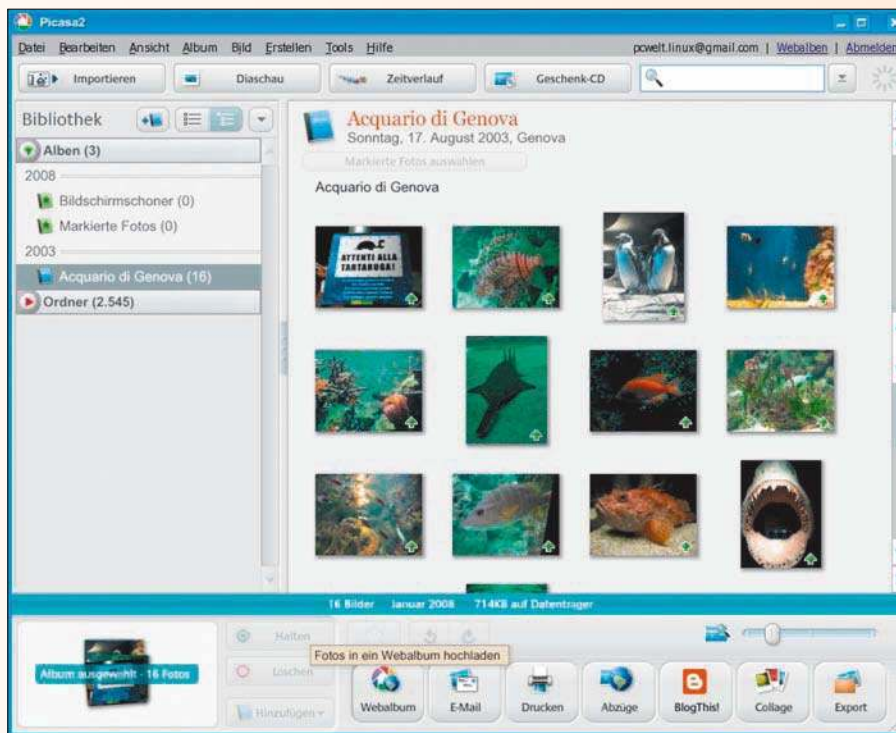 Picasa2
Datei Bearbeiten Ansicht Album Bild Erstellen Tools Hilfe pcwelt.linux@gmail.com | Webalben | Abmelden
Importieren Diaschau Zeitverlauf Geschenk-CD
Bibliothek
Alben (3)
2008
Bildschirmschoner (0)
Markierte Fotos (0)
2003
Acquario di Genova (16)
Ordner (2.545)
Acquario di Genova
Sonntag, 17. August 2003, Genova
Markierte Fotos auswählen
Acquario di Genova
ATTENTI ALLA
TARTARUGA!
16 Bilder Januar 2008 714KB auf Datenträger
Album ausgewählt - 16 Fotos
Halten
Löschen
Hinzufügen
Fotos in ein Webalbum hochladen
Webalbum E-Mail Drucken Abzüge BlogThis! Collage Export